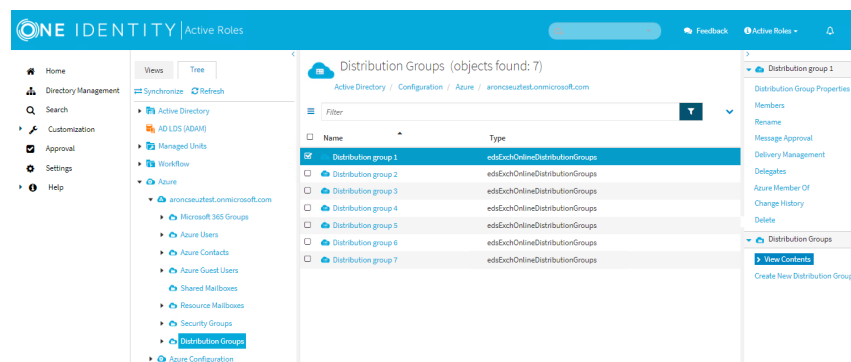 ONE IDENTITY Active Roles
Feedback
Active Roles
Home
Directory Management
Search
Customization
Approval
Settings
Help
Views Tree
Synchronize Refresh
Active Directory
AD LDS (ADAM)
Managed Units
Workflow
Azure
aroncseuztest.onmicrosoft.com
Microsoft 365 Groups
Azure Users
Azure Contacts
Azure Guest Users
Shared Mailboxes
Resource Mailboxes
Security Groups
Distribution Groups
Azure Configuration
Distribution Groups (objects found: 7)
Active Directory / Configuration / Azure / aroncseuztest.onmicrosoft.com
Filter
Name Type
Distribution group 1 edsExchOnlineDistributionGroups
Distribution group 2 edsExchOnlineDistributionGroups
Distribution group 3 edsExchOnlineDistributionGroups
Distribution group 4 edsExchOnlineDistributionGroups
Distribution group 5 edsExchOnlineDistributionGroups
Distribution group 6 edsExchOnlineDistributionGroups
Distribution group 7 edsExchOnlineDistributionGroups
Distribution group 1
Distribution Group Properties
Members
Rename
Message Approval
Delivery Management
Delegates
Azure Member Of
Change History
Delete
Distribution Groups
View Contents
Create New Distribution Group